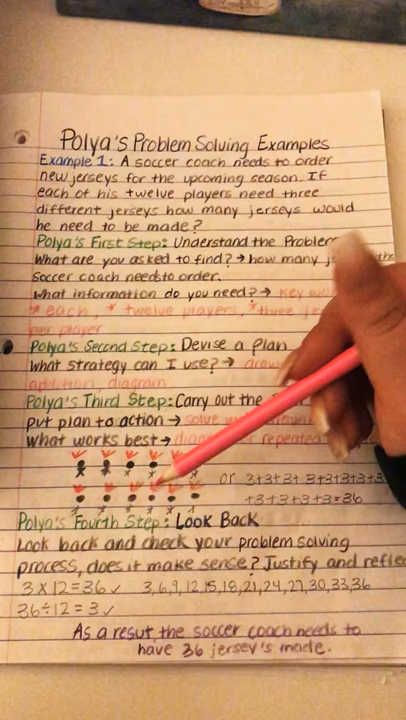 Polya's Problem Solving Examples
Example 1: A soccer coach needs to order
new jerseys for the upcoming season. If
each of his twelve players need three
different jerseys how many jerseys would
he need to be made?
Polya's First Step: Understand the Problem
What are you asked to find? → how many the
soccer coach needs to order.
What information do you need? → key
* each, * twelve players, * three
per player
Polya's Second Step: Devise a plan
What strategy can I use? →
addition, diagram
Polya's Third Step: Carry out the
put plan to action → solve
What works best → repeated
or 3+3+3+3+3+3+3+3
+3+3+3+3=36
Polya's Fourth Step: Look Back
Look back and check your problem solving
process, does it make sense? Justify and
3 x 12 = 36 ✓ 3,6,9,12,15,18,21,24,27,30,33,36
36÷12 = 3 ✓
As a resut, the soccer coach needs to
have 36 jersey's made.